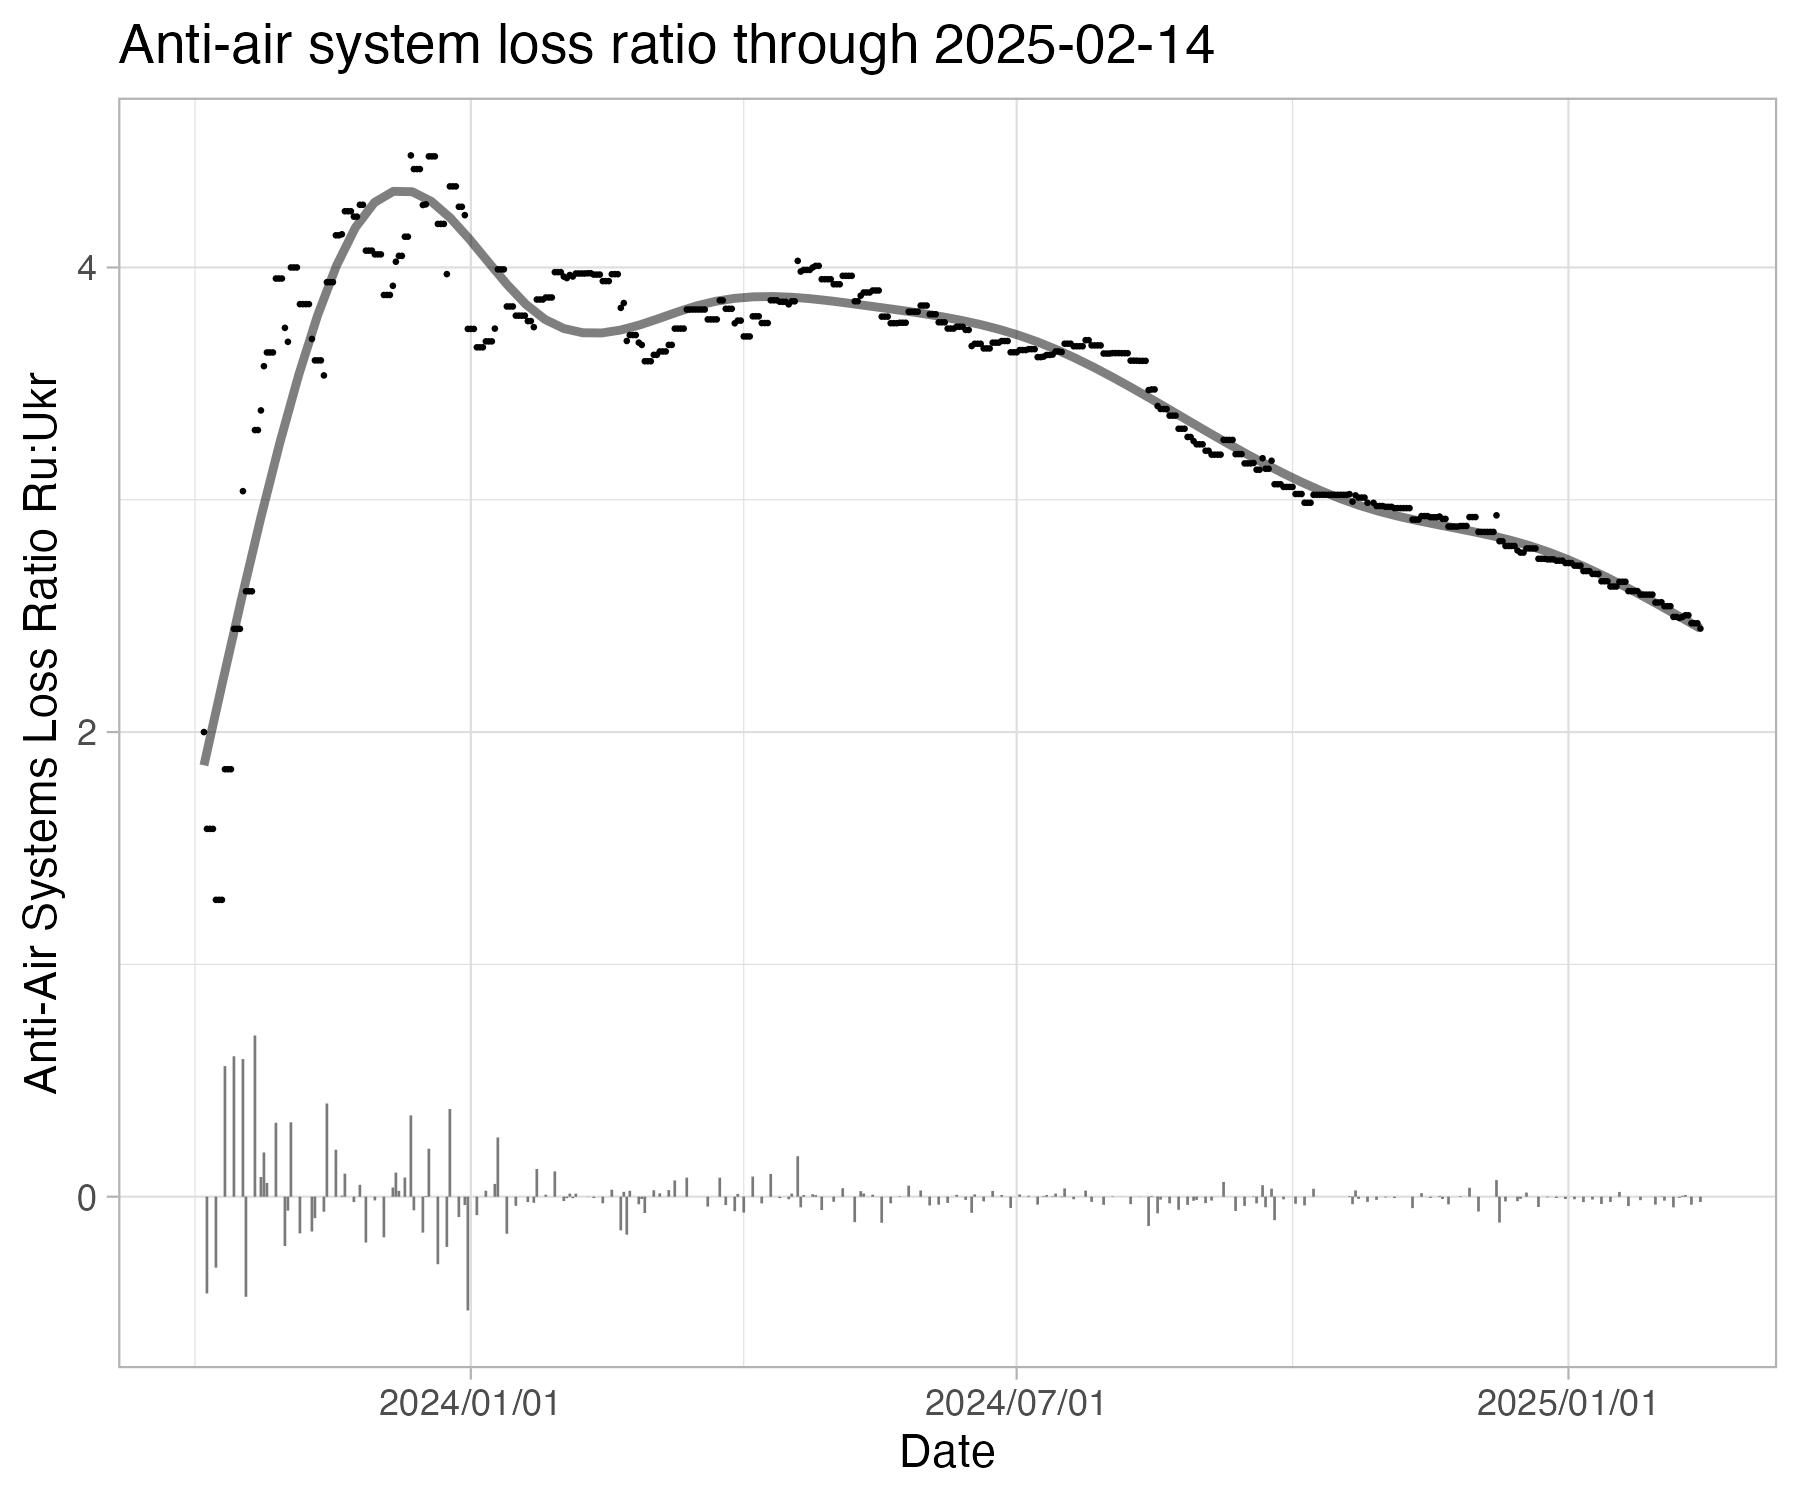 Anti-air system loss ratio through 2025-02-14
Anti-Air Systems Loss Ratio Ru:Ukr
4
2
0
2024/01/01
2024/07/01
2025/01/01
Date